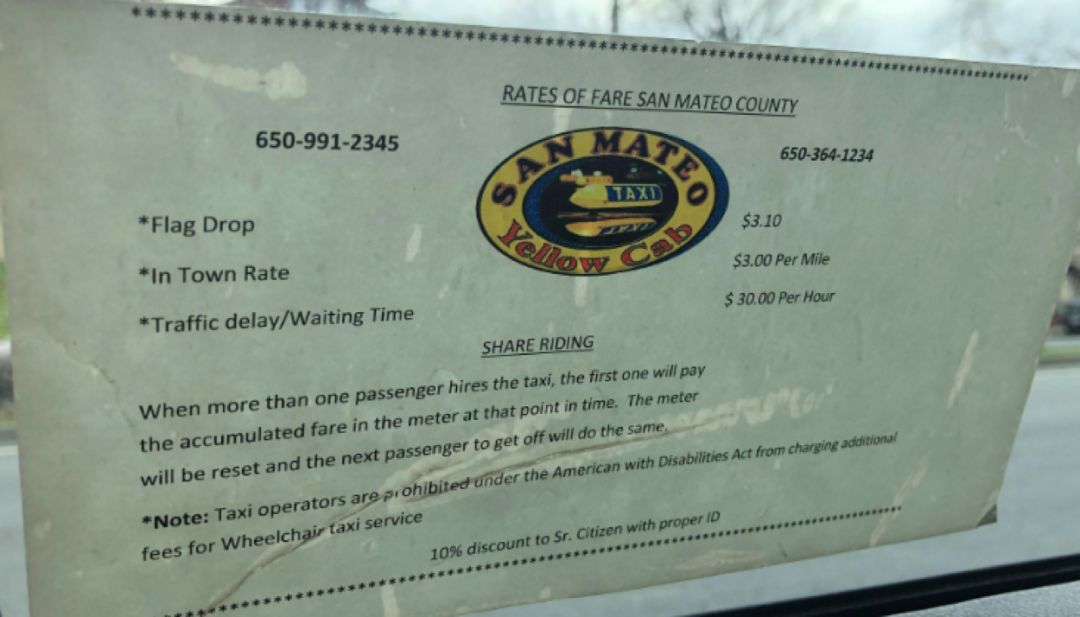 ****************************************************************************************************
RATES OF FARE SAN MATEO COUNTY
650-991-2345
650-364-1234
SAN MATEO
TAXI
Yellow Cab
*Flag Drop $3.10
*In Town Rate $3.00 Per Mile
*Traffic delay/Waiting Time $ 30.00 Per Hour
SHARE RIDING
When more than one passenger hires the taxi, the first one will pay
the accumulated fare in the meter at that point in time. The meter
will be reset and the next passenger to get off will do the same.
*Note: Taxi operators are prohibited under the American with Disabilities Act from charging additional
fees for Wheelchair taxi service
10% discount to Sr. Citizen with proper ID
****************************************************************************************************